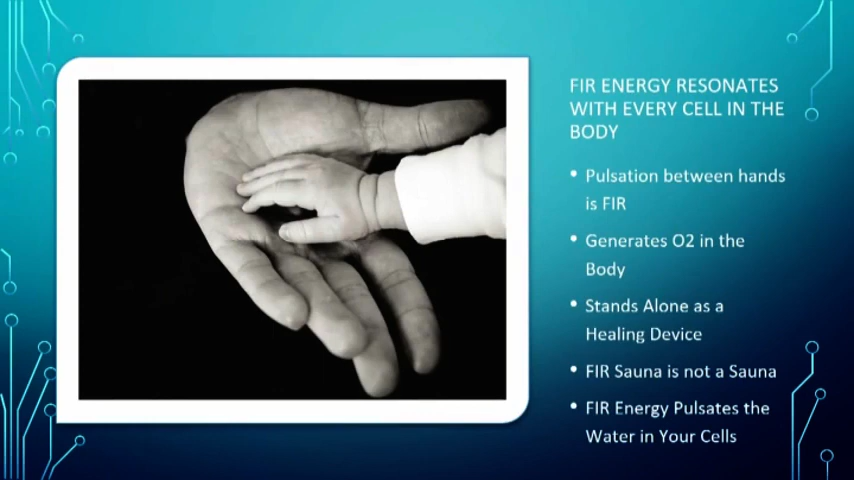 FIR ENERGY RESONATES
WITH EVERY CELL IN THE
BODY
• Pulsation between hands
is FIR
• Generates O2 in the
Body
• Stands Alone as a
Healing Device
• FIR Sauna is not a Sauna
• FIR Energy Pulsates the
Water in Your Cells